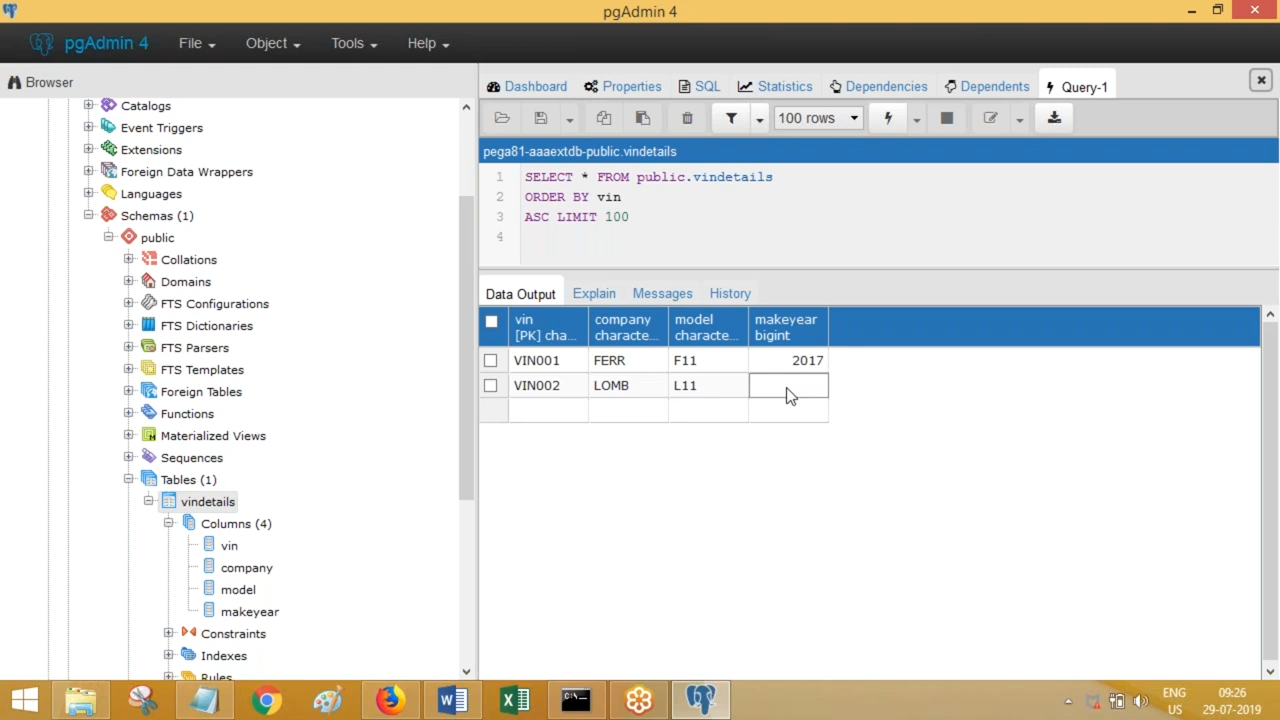 pgAdmin 4
pgAdmin 4 File Object Tools Help
Browser
Dashboard Properties SQL Statistics Dependencies Dependents Query-1
Catalogs
Event Triggers
Extensions
Foreign Data Wrappers
Languages
Schemas (1)
public
Collations
Domains
FTS Configurations
FTS Dictionaries
FTS Parsers
FTS Templates
Foreign Tables
Functions
Materialized Views
Sequences
Tables (1)
vindetails
Columns (4)
vin
company
model
makeyear
Constraints
Indexes
Rules
100 rows
pega81-aaaextdb-public.vindetails
1 SELECT * FROM public.vindetails
2 ORDER BY vin
3 ASC LIMIT 100
4
Data Output Explain Messages History
vin company model makeyear
[PK] cha... characte... characte... bigint
VIN001 FERR F11 2017
VIN002 LOMB L11
ENG 09:26
US 29-07-2019